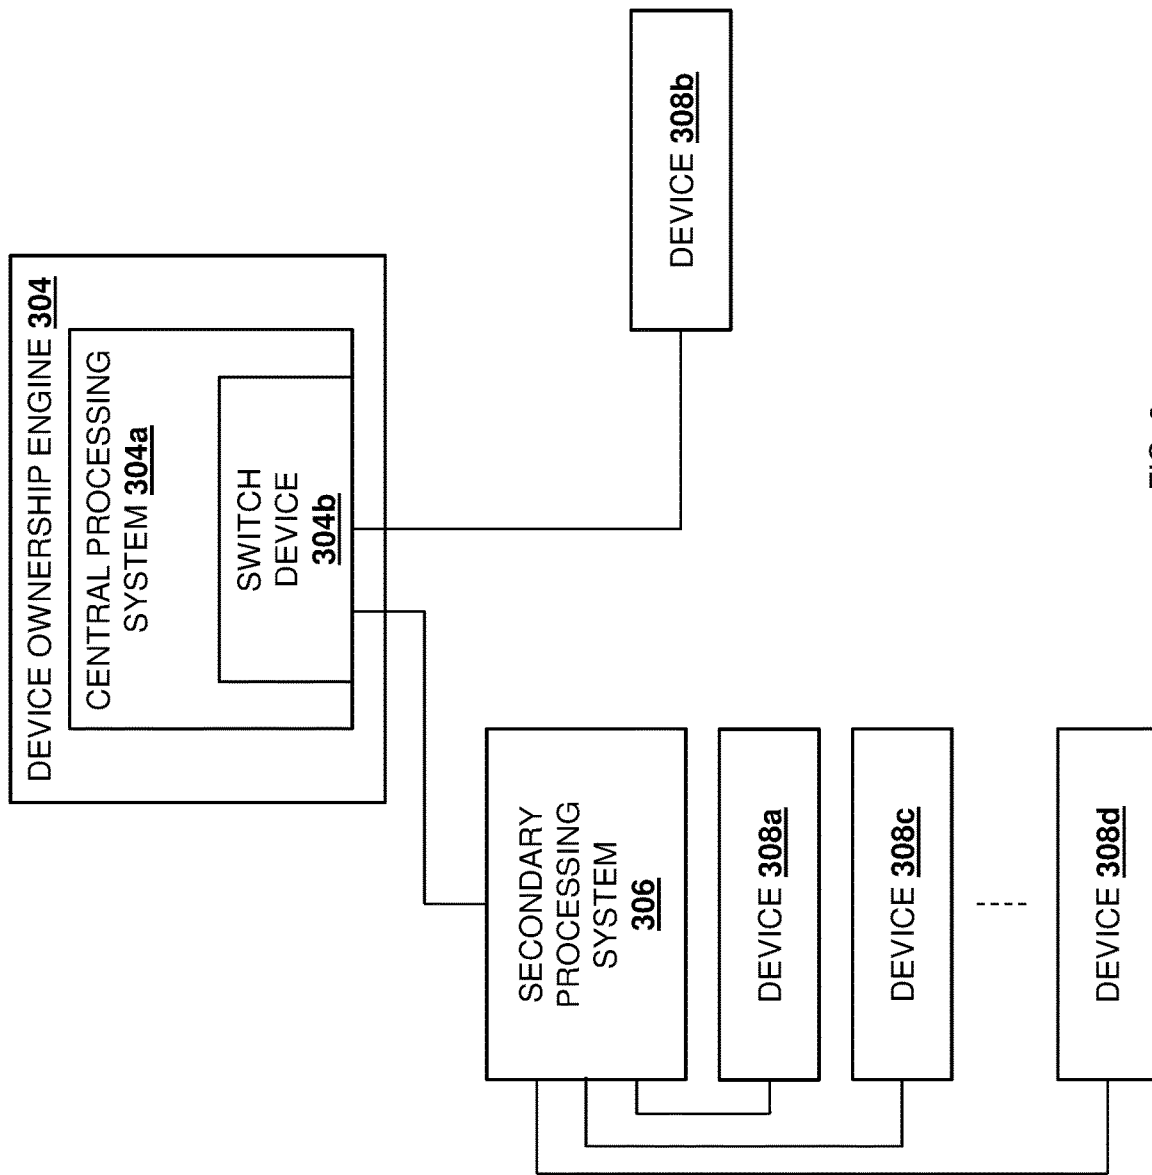 DEVICE OWNERSHIP ENGINE 304
CENTRAL PROCESSING
SYSTEM 304a
SWITCH
DEVICE
304b
SECONDARY
PROCESSING
SYSTEM
306
DEVICE 308a
DEVICE 308c
DEVICE 308d
DEVICE 308b
FIG.